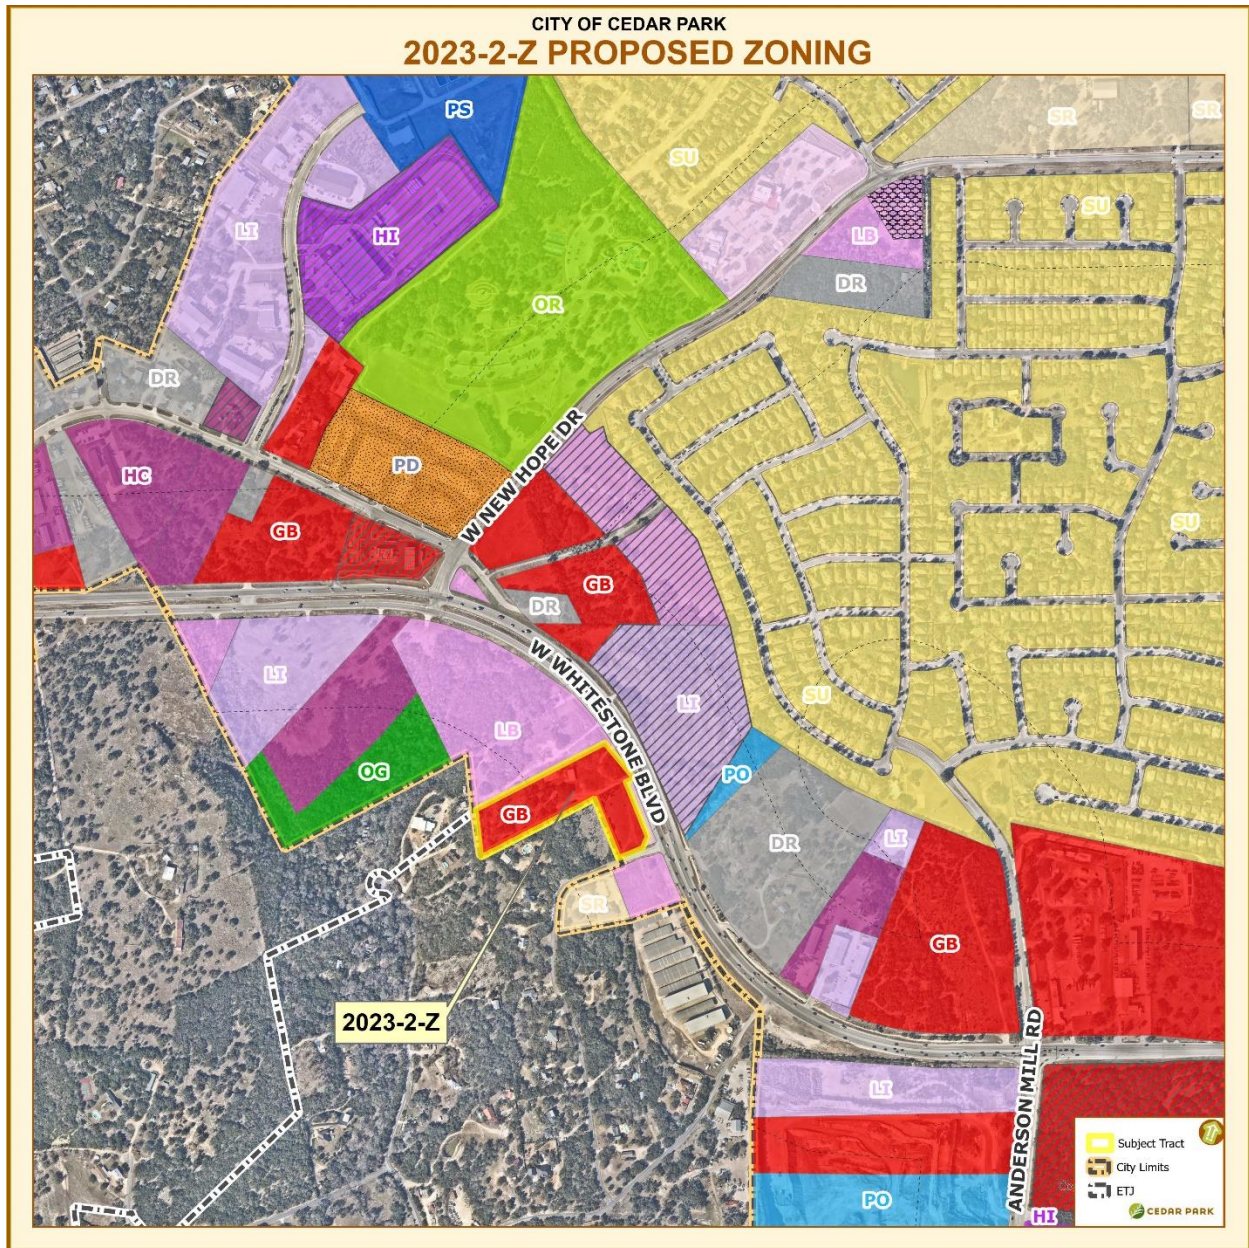 CITY OF CEDAR PARK
2023-2-Z PROPOSED ZONING
PS
SR
SR
SU
SU
LI
HI
LB
DR
OR
DR
PD
W NEW HOPE DR
HC
GB
SU
GB
DR
W WHITESTONE BLVD
LI
LI
SU
LB
OG
PO
GB
DR
LI
SR
GB
2023-2-Z
ANDERSON MILL RD
LI
PO
HI
Subject Tract
City Limits
ETJ
CEDAR PARK